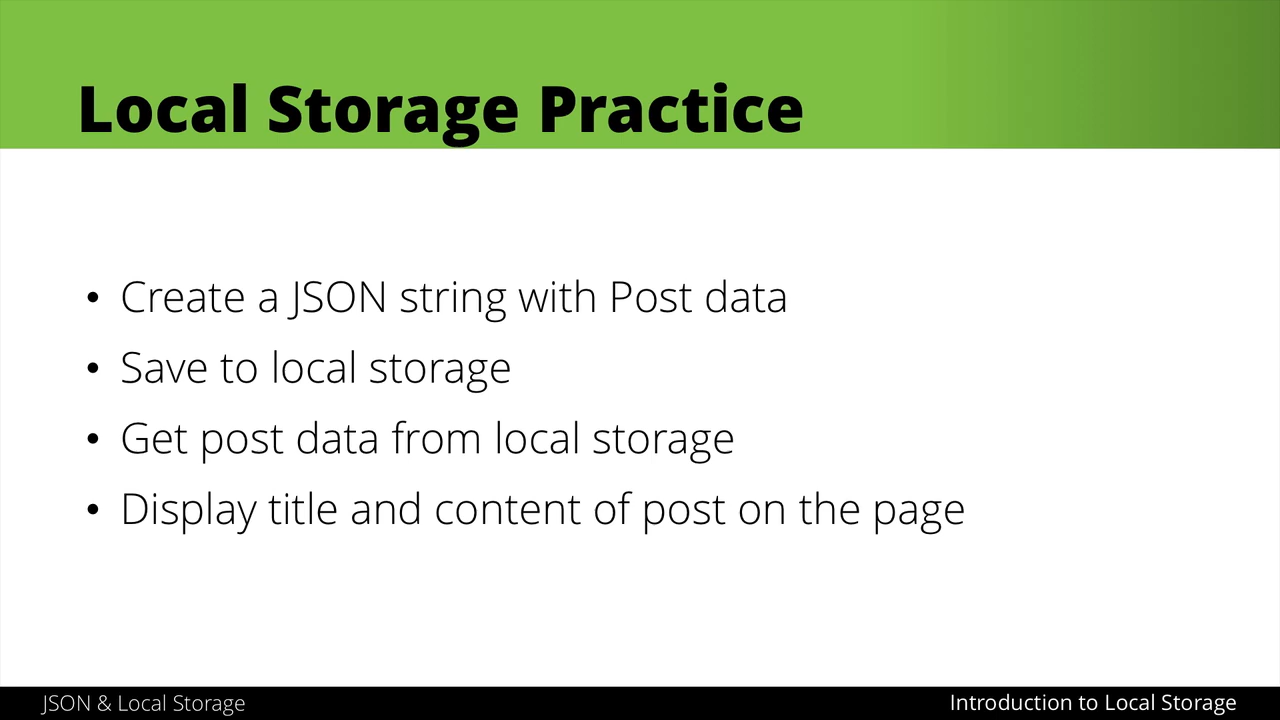 Local Storage Practice
• Create a JSON string with Post data
• Save to local storage
• Get post data from local storage
• Display title and content of post on the page
JSON & Local Storage
Introduction to Local Storage